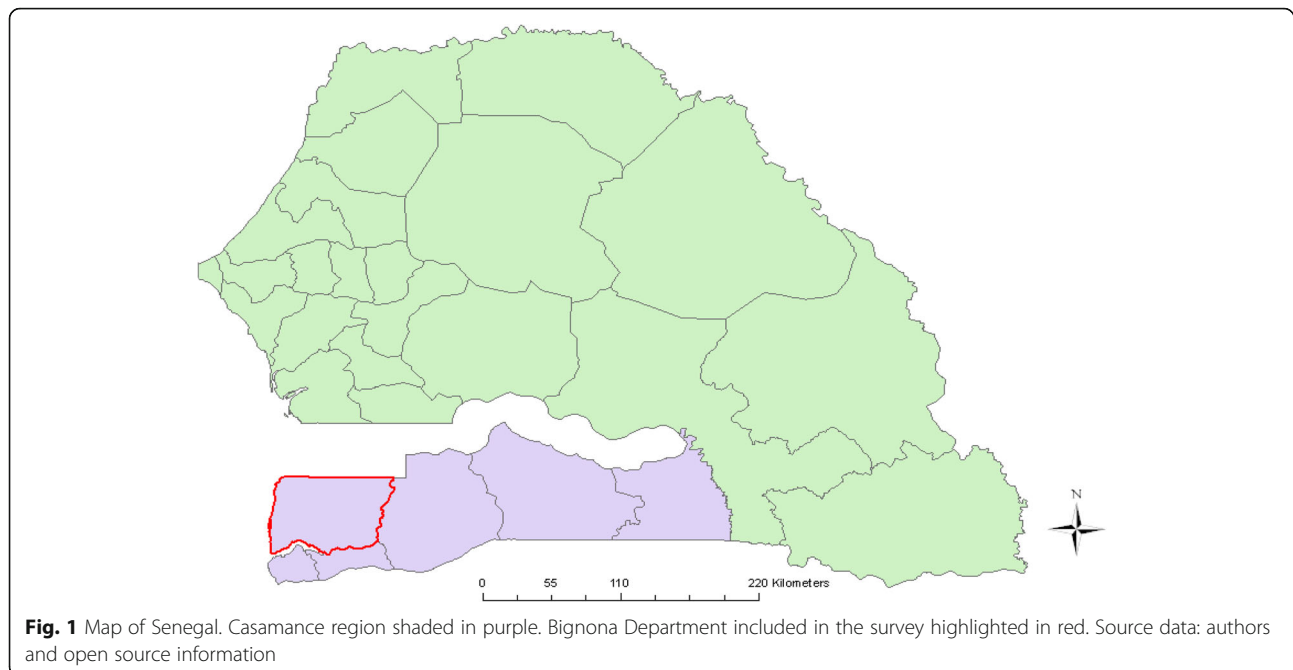 N
0 55 110 220 Kilometers
Fig. 1 Map of Senegal. Casamance region shaded in purple. Bignona Department included in the survey highlighted in red. Source data: authors
and open source information